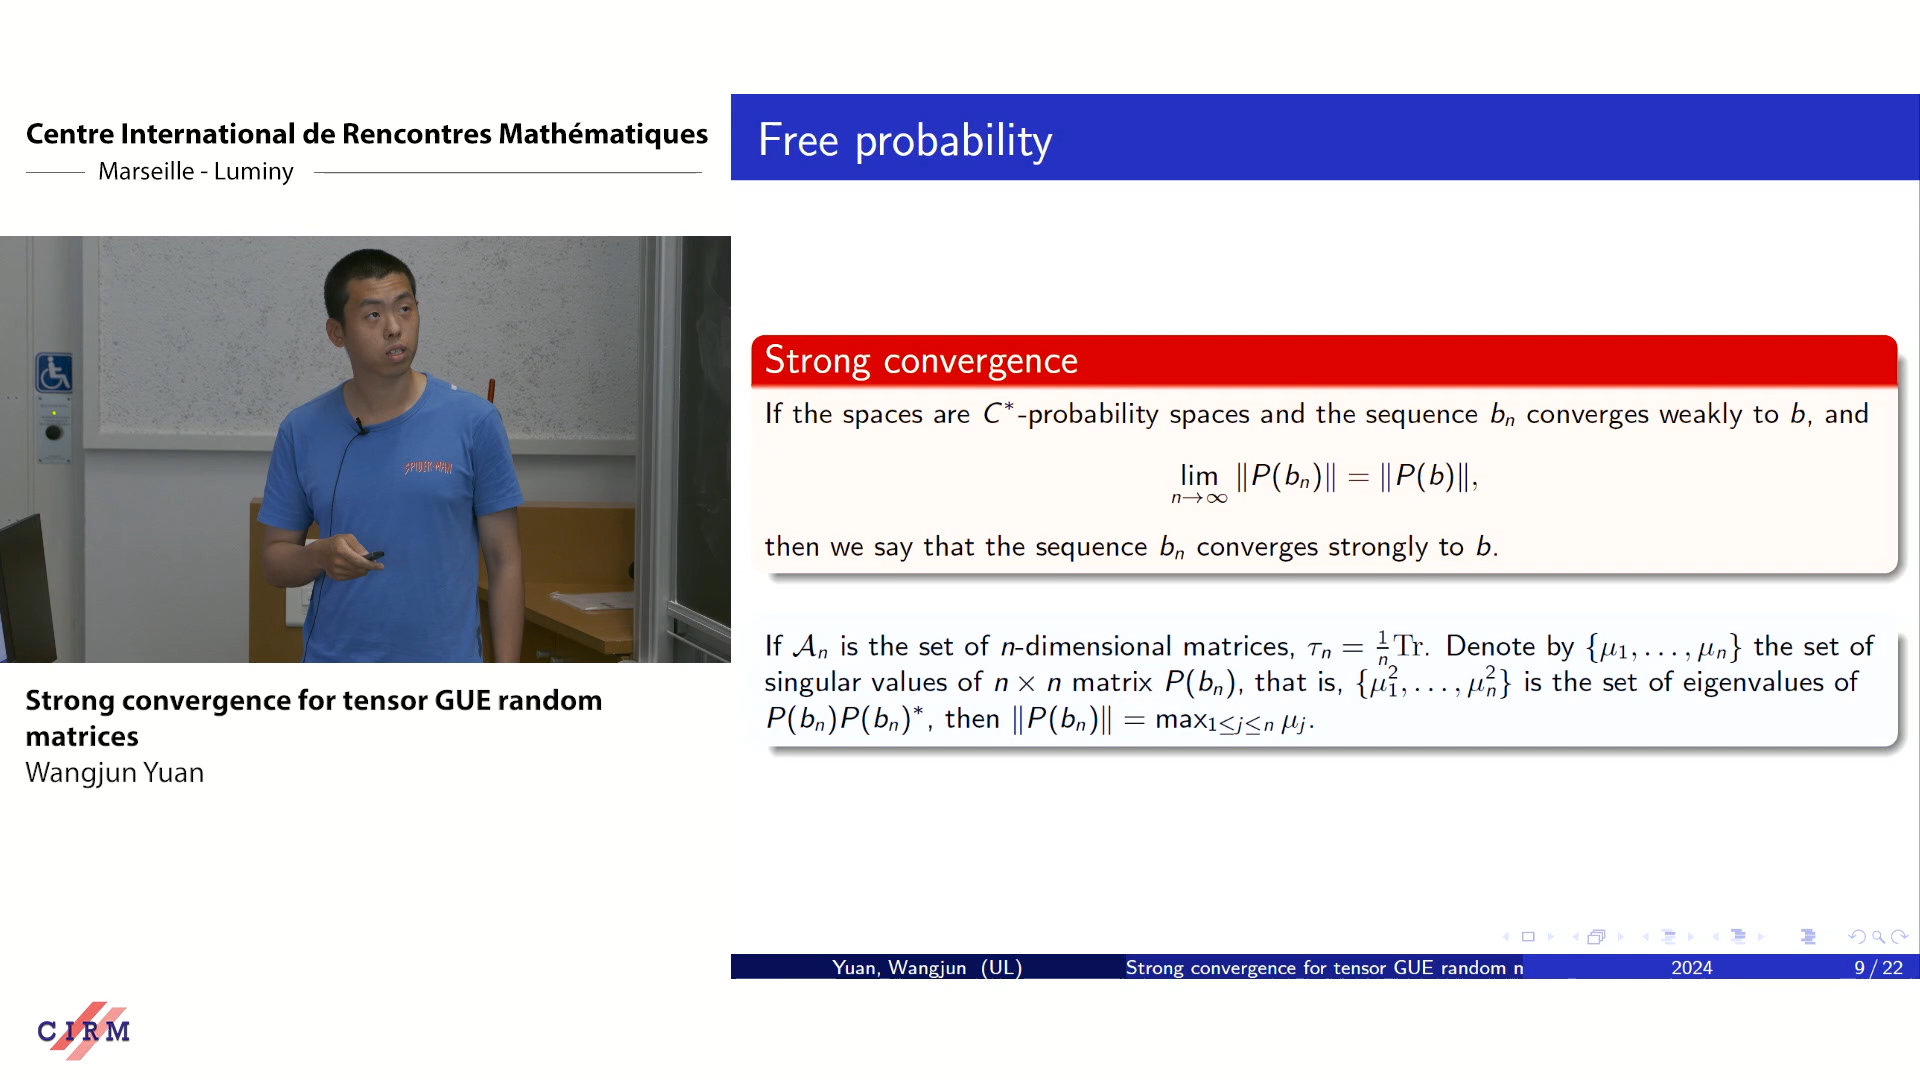 Centre International de Rencontres Mathématiques
Marseille - Luminy
SPIDER-MAN
Strong convergence for tensor GUE random
matrices
Wangjun Yuan
CIRM
Free probability
Strong convergence
If the spaces are C*-probability spaces and the sequence bₙ converges weakly to b, and
lim_{n→∞} ‖P(bₙ)‖ = ‖P(b)‖,
then we say that the sequence bₙ converges strongly to b.
If 𝒜ₙ is the set of n-dimensional matrices, τₙ = 1/n Tr. Denote by {μ₁, . . . , μₙ} the set of
singular values of n × n matrix P(bₙ), that is, {μ₁², . . . , μₙ²} is the set of eigenvalues of
P(bₙ)P(bₙ)*, then ‖P(bₙ)‖ = max_{1≤j≤n} μⱼ.
Yuan, Wangjun (UL) Strong convergence for tensor GUE random 2024 9 / 22